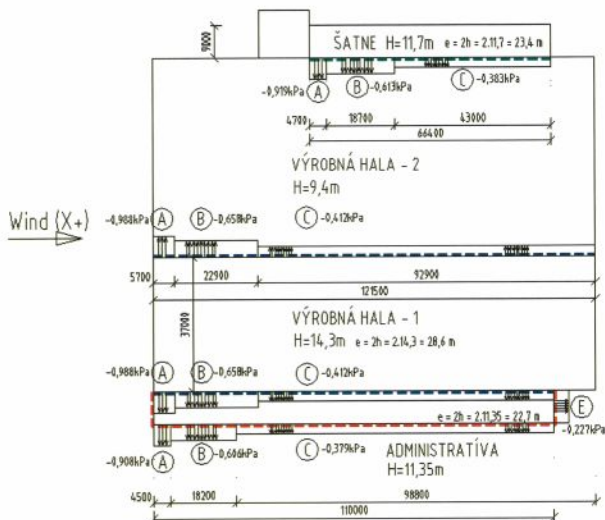 ŠATNE H=11,7m e = 2h = 2.11,7 = 23,4 m
9000
-0,919kPa A B -0,613kPa C -0,383kPa
4700 18700 43000
66400
VÝROBNÁ HALA - 2
H=9,4m
Wind (X+)
-0,988kPa A B -0,658kPa C -0,412kPa
5700 22900 92900
121500
37000
VÝROBNÁ HALA - 1
H=14,3m e = 2h = 2.14,3 = 28,6 m
-0,988kPa A B -0,658kPa C -0,412kPa
E
e = 2h = 2.11,35 = 22,7 m
-0,227kPa
-0,908kPa A B -0,606kPa C -0,379kPa
ADMINISTRATÍVA
H=11,35m
4500 18200 98800
110000